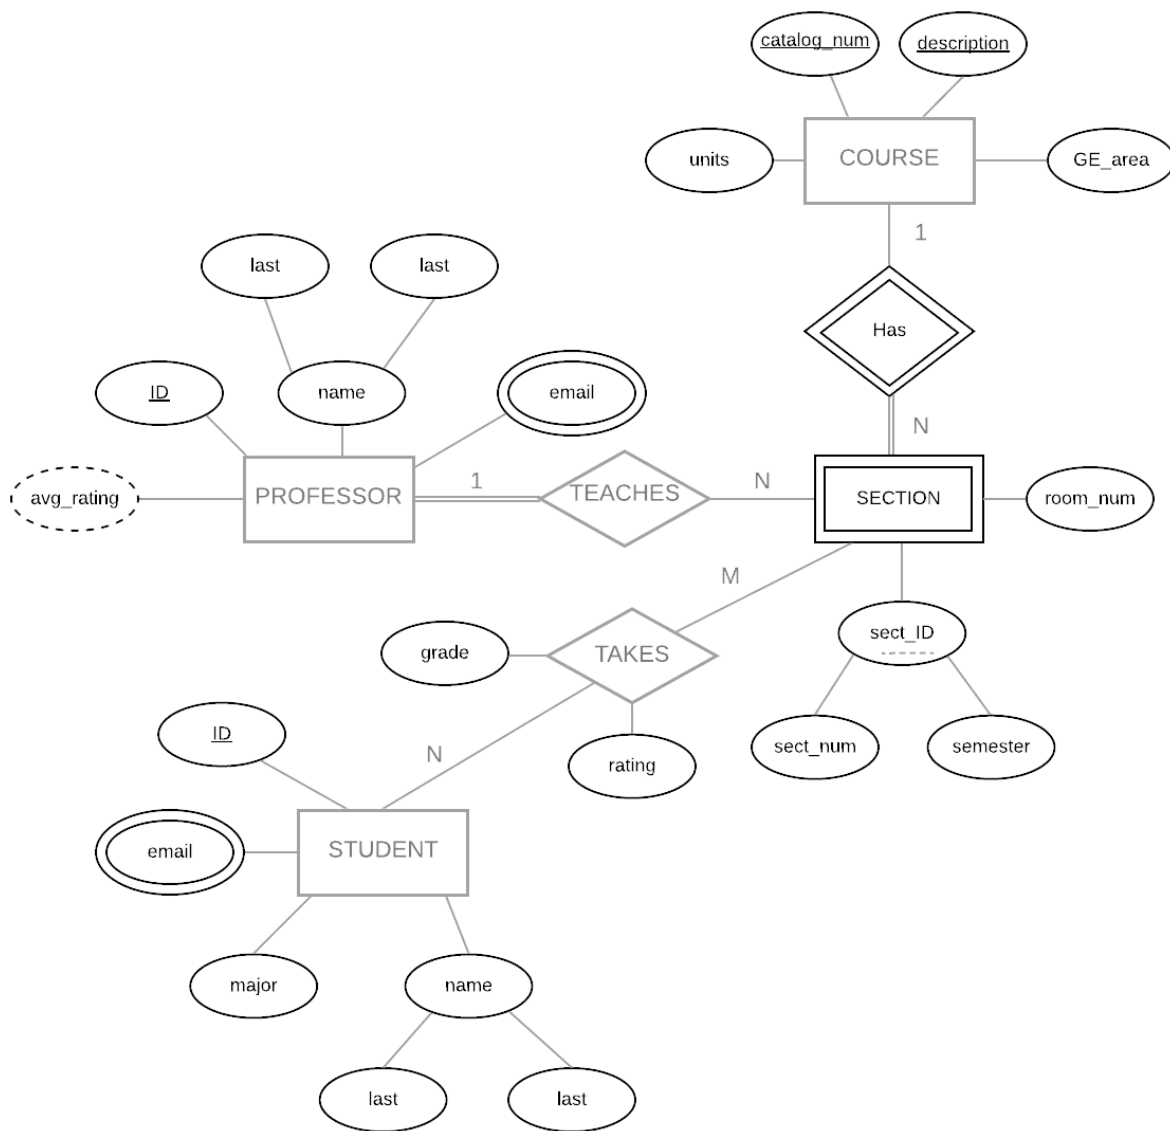 catalog_num
description
units
COURSE
GE_area
1
last
last
Has
ID
name
email
N
avg_rating
PROFESSOR
1
TEACHES
N
SECTION
room_num
M
grade
TAKES
sect_ID
ID
N
rating
sect_num
semester
email
STUDENT
major
name
last
last